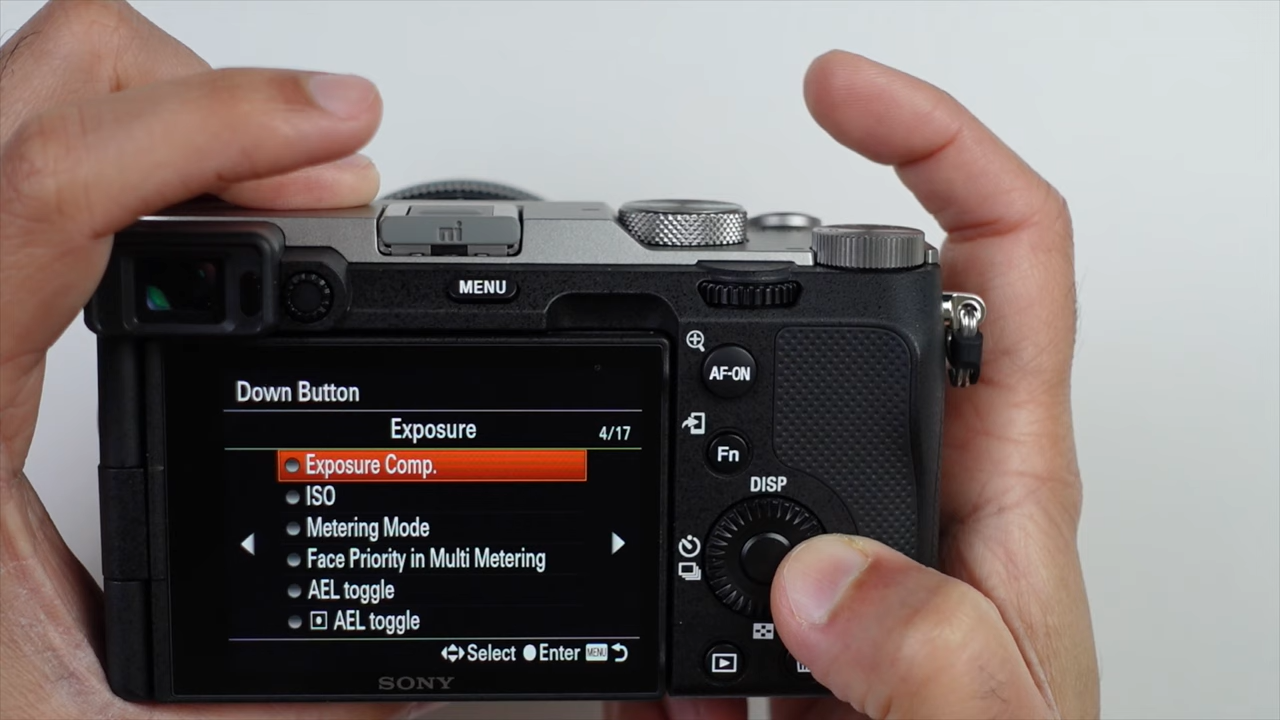 MENU
Down Button
Exposure
4/17
Exposure Comp.
ISO
Metering Mode
Face Priority in Multi Metering
AEL toggle
AEL toggle
Select Enter MENU
SONY
AF-ON
Fn
DISP